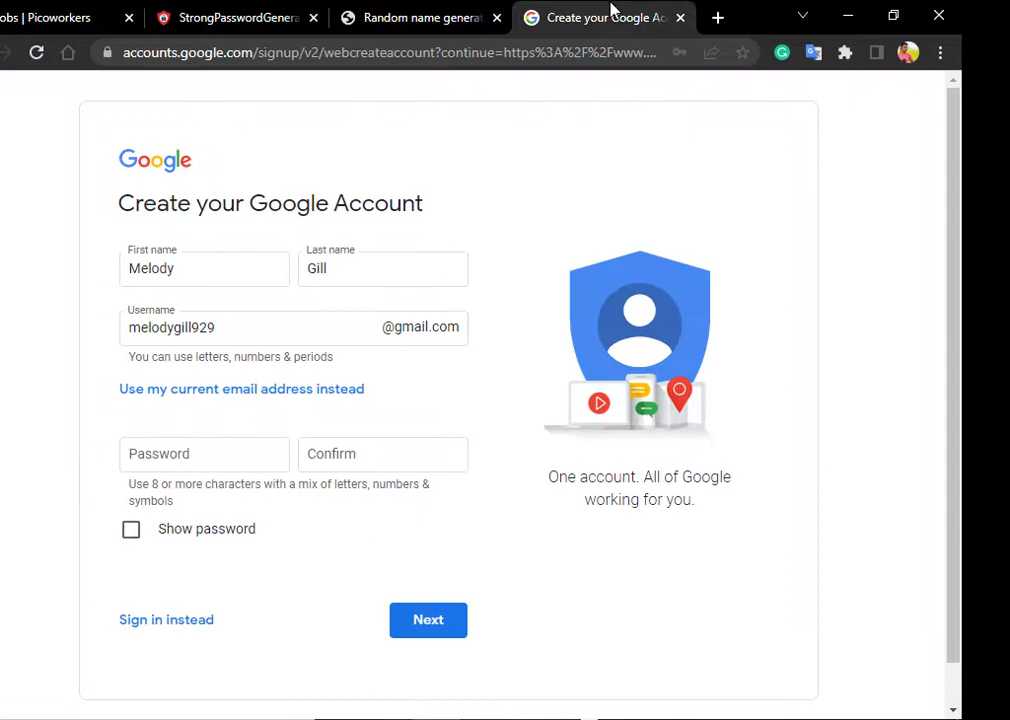 obs | Picoworkers
StrongPasswordGenera
Random name generat
Create your Google Ac
accounts.google.com/signup/v2/webcreateaccount?continue=https%3A%2F%2Fwww....
Google
Create your Google Account
First name
Melody
Last name
Gill
Username
melodygill929
@gmail.com
You can use letters, numbers & periods
Use my current email address instead
Password
Confirm
Use 8 or more characters with a mix of letters, numbers &
symbols
Show password
Sign in instead
Next
One account. All of Google
working for you.